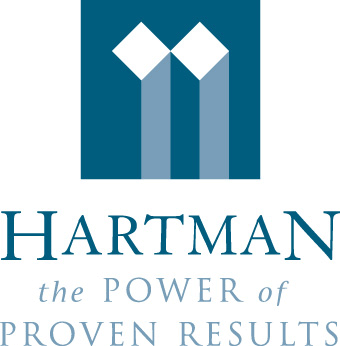 HARTMAN
the POWER of
PROVEN RESULTS